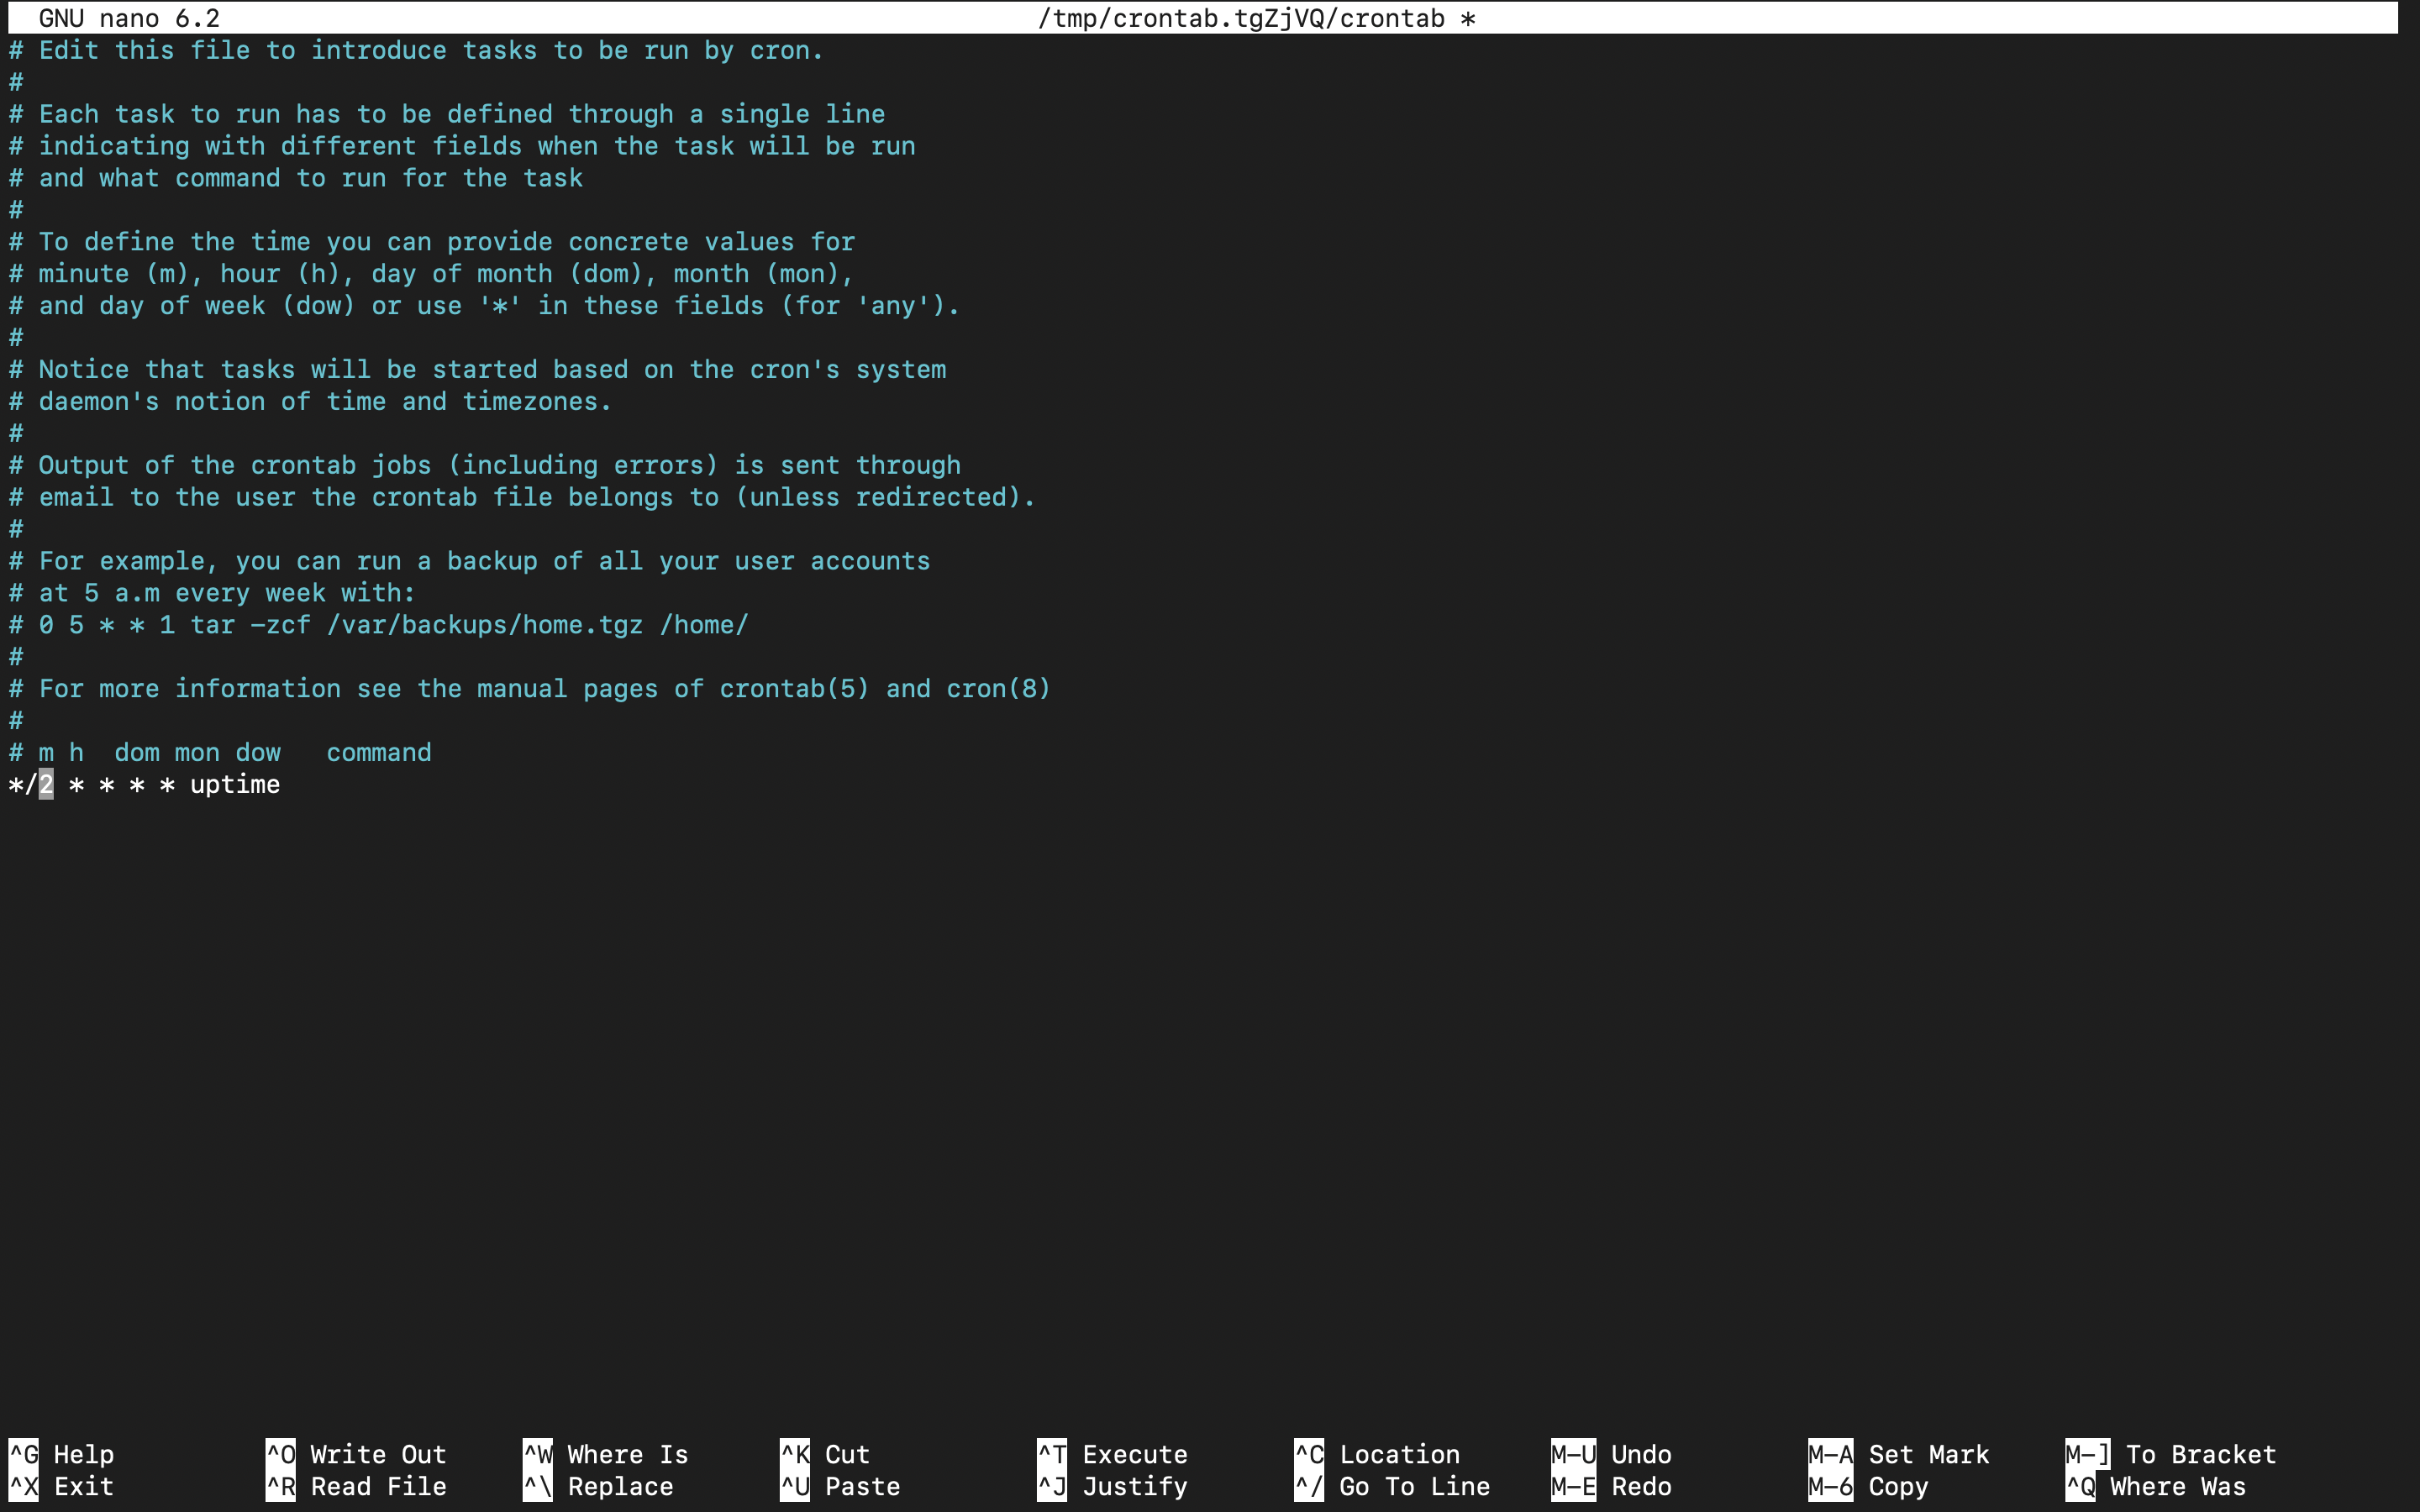 GNU nano 6.2 /tmp/crontab.tgZjVQ/crontab *
# Edit this file to introduce tasks to be run by cron.
#
# Each task to run has to be defined through a single line
# indicating with different fields when the task will be run
# and what command to run for the task
#
# To define the time you can provide concrete values for
# minute (m), hour (h), day of month (dom), month (mon),
# and day of week (dow) or use '*' in these fields (for 'any').
#
# Notice that tasks will be started based on the cron's system
# daemon's notion of time and timezones.
#
# Output of the crontab jobs (including errors) is sent through
# email to the user the crontab file belongs to (unless redirected).
#
# For example, you can run a backup of all your user accounts
# at 5 a.m every week with:
# 0 5 * * 1 tar -zcf /var/backups/home.tgz /home/
#
# For more information see the manual pages of crontab(5) and cron(8)
#
# m h  dom mon dow   command
*/2 * * * * uptime
^G Help ^O Write Out ^W Where Is ^K Cut ^T Execute ^C Location M-U Undo M-A Set Mark M-] To Bracket
^X Exit ^R Read File ^\ Replace ^U Paste ^J Justify ^/ Go To Line M-E Redo M-6 Copy ^Q Where Was